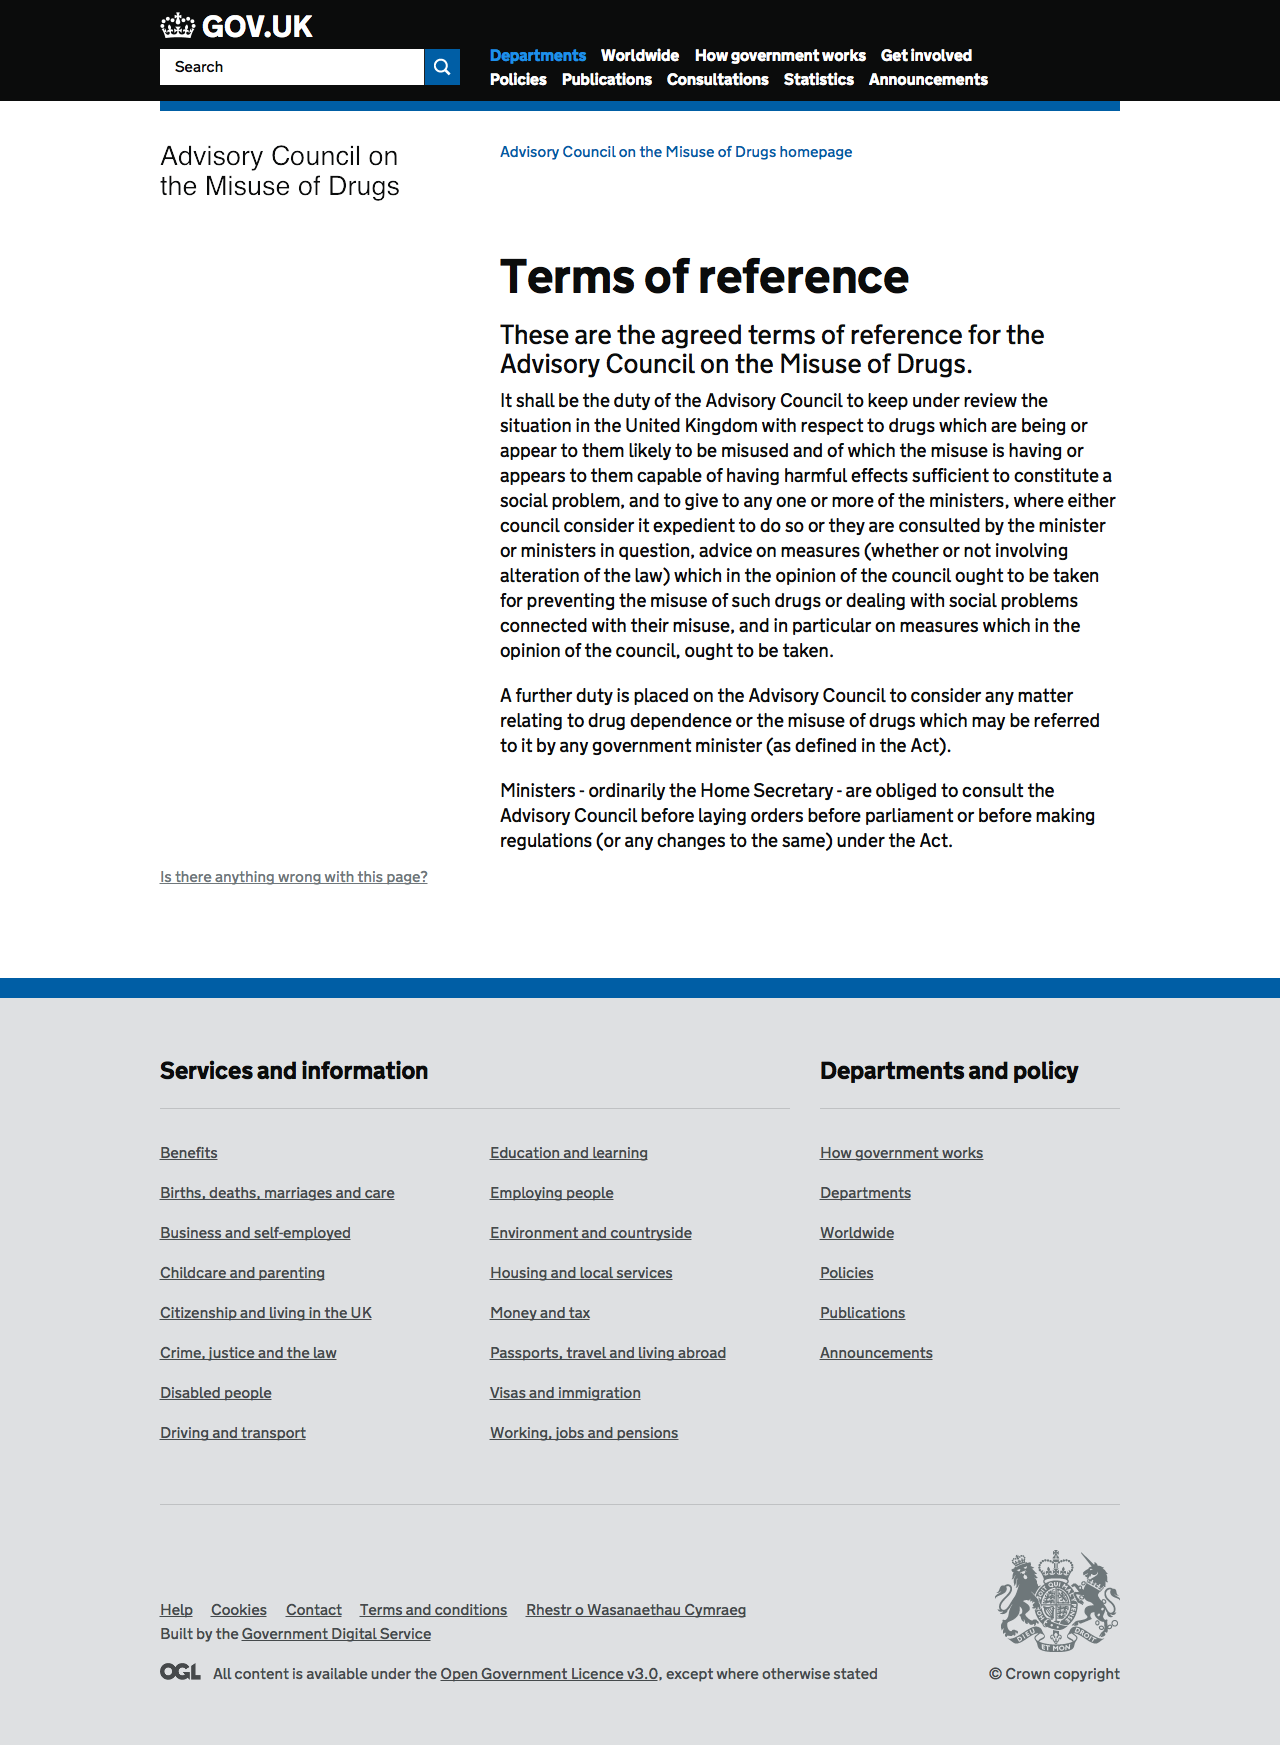 GOV.UK
Search
Departments Worldwide How government works Get involved
Policies Publications Consultations Statistics Announcements
Advisory Council on
the Misuse of Drugs
Advisory Council on the Misuse of Drugs homepage
Terms of reference
These are the agreed terms of reference for the
Advisory Council on the Misuse of Drugs.
It shall be the duty of the Advisory Council to keep under review the
situation in the United Kingdom with respect to drugs which are being or
appear to them likely to be misused and of which the misuse is having or
appears to them capable of having harmful effects sufficient to constitute a
social problem, and to give to any one or more of the ministers, where either
council consider it expedient to do so or they are consulted by the minister
or ministers in question, advice on measures (whether or not involving
alteration of the law) which in the opinion of the council ought to be taken
for preventing the misuse of such drugs or dealing with social problems
connected with their misuse, and in particular on measures which in the
opinion of the council, ought to be taken.
A further duty is placed on the Advisory Council to consider any matter
relating to drug dependence or the misuse of drugs which may be referred
to it by any government minister (as defined in the Act).
Ministers - ordinarily the Home Secretary - are obliged to consult the
Advisory Council before laying orders before parliament or before making
regulations (or any changes to the same) under the Act.
Is there anything wrong with this page?
Services and information
Benefits
Births, deaths, marriages and care
Business and self-employed
Childcare and parenting
Citizenship and living in the UK
Crime, justice and the law
Disabled people
Driving and transport
Education and learning
Employing people
Environment and countryside
Housing and local services
Money and tax
Passports, travel and living abroad
Visas and immigration
Working, jobs and pensions
Departments and policy
How government works
Departments
Worldwide
Policies
Publications
Announcements
Help Cookies Contact Terms and conditions Rhestr o Wasanaethau Cymraeg
Built by the Government Digital Service
OGL All content is available under the Open Government Licence v3.0, except where otherwise stated
DIEU ET MON DROIT
© Crown copyright